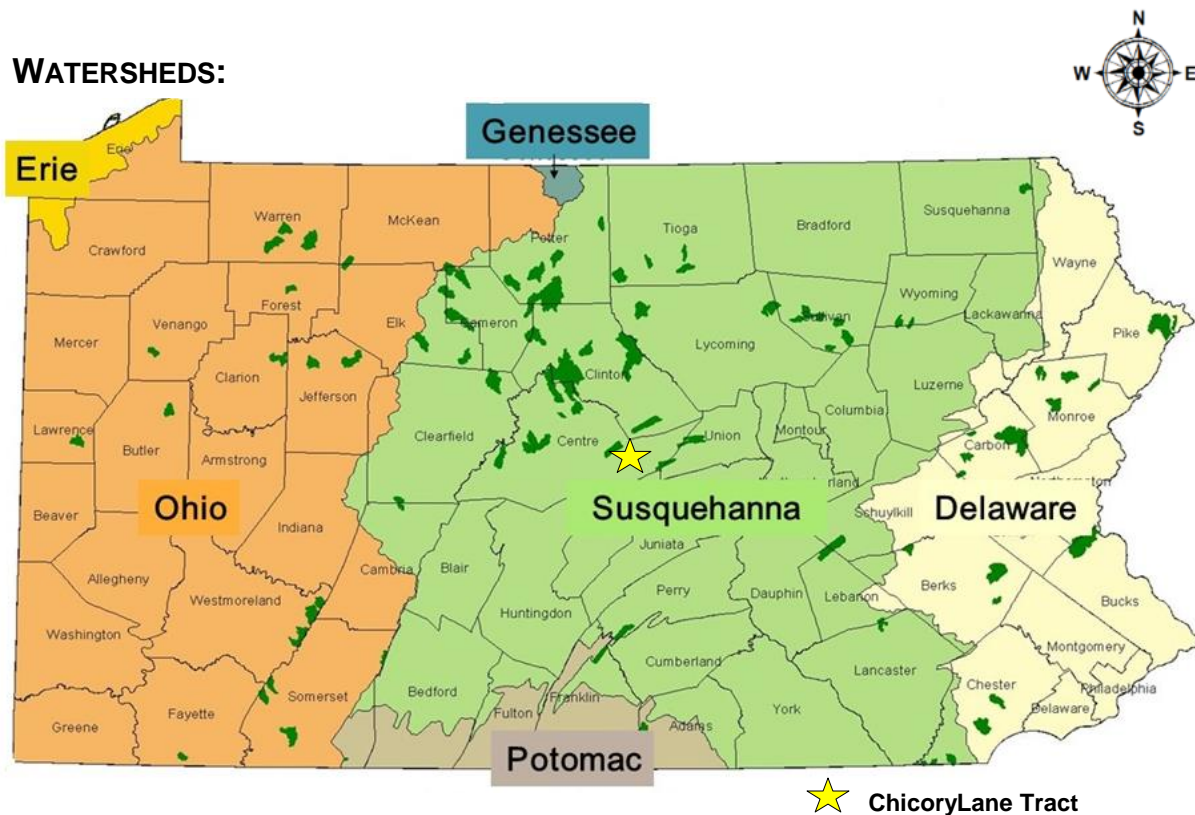 N
WATERSHEDS:
W E
S
Genessee
Erie
Erie
Warren
McKean
Potter
Tioga
Bradford
Susquehanna
Crawford
Wayne
Forest
Wyoming
Venango
Elk
Cameron
Sullivan
Lackawanna
Mercer
Lycoming
Pike
Clarion
Clinton
Luzerne
Jefferson
Columbia
Monroe
Lawrence
Clearfield
Centre
Union
Montour
Carbon
Butler
Armstrong
Ohio
Susquehanna
Delaware
Beaver
Indiana
Schuylkill
Juniata
Allegheny
Cambria
Blair
Westmoreland
Perry
Dauphin
Lebanon
Berks
Huntingdon
Bucks
Washington
Montgomery
Cumberland
Lancaster
Somerset
Bedford
Franklin
Chester
Philadelphia
Fayette
Fulton
York
Delaware
Greene
Adams
Potomac
ChicoryLane Tract